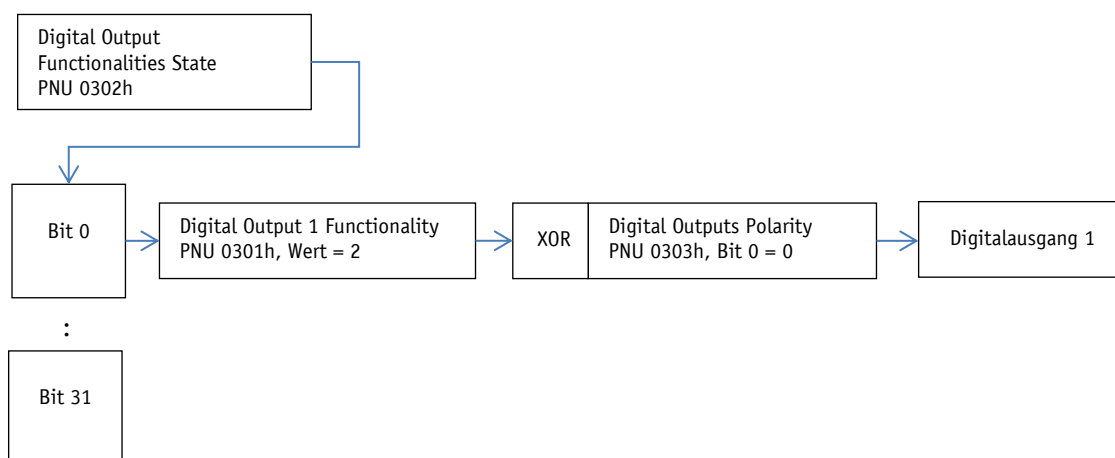 Digital Output
Functionalities State
PNU 0302h
Bit 0
Digital Output 1 Functionality
PNU 0301h, Wert = 2
XOR
Digital Outputs Polarity
PNU 0303h, Bit 0 = 0
Digitalausgang 1
:
Bit 31